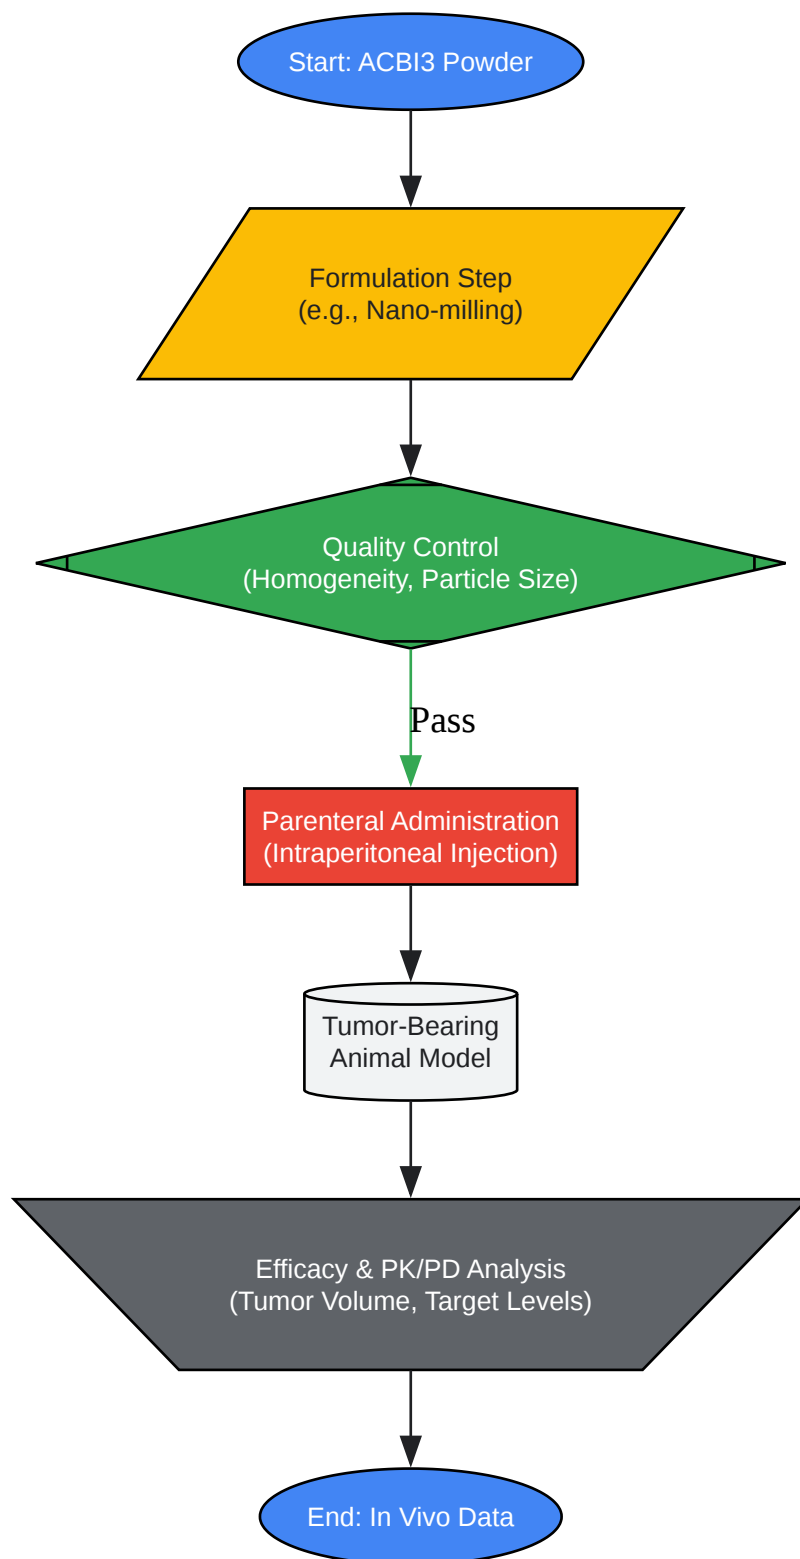 Start: ACBI3 Powder
Formulation Step
(e.g., Nano-milling)
Quality Control
(Homogeneity, Particle Size)
Pass
Parenteral Administration
(Intraperitoneal Injection)
Tumor-Bearing
Animal Model
Efficacy & PK/PD Analysis
(Tumor Volume, Target Levels)
End: In Vivo Data